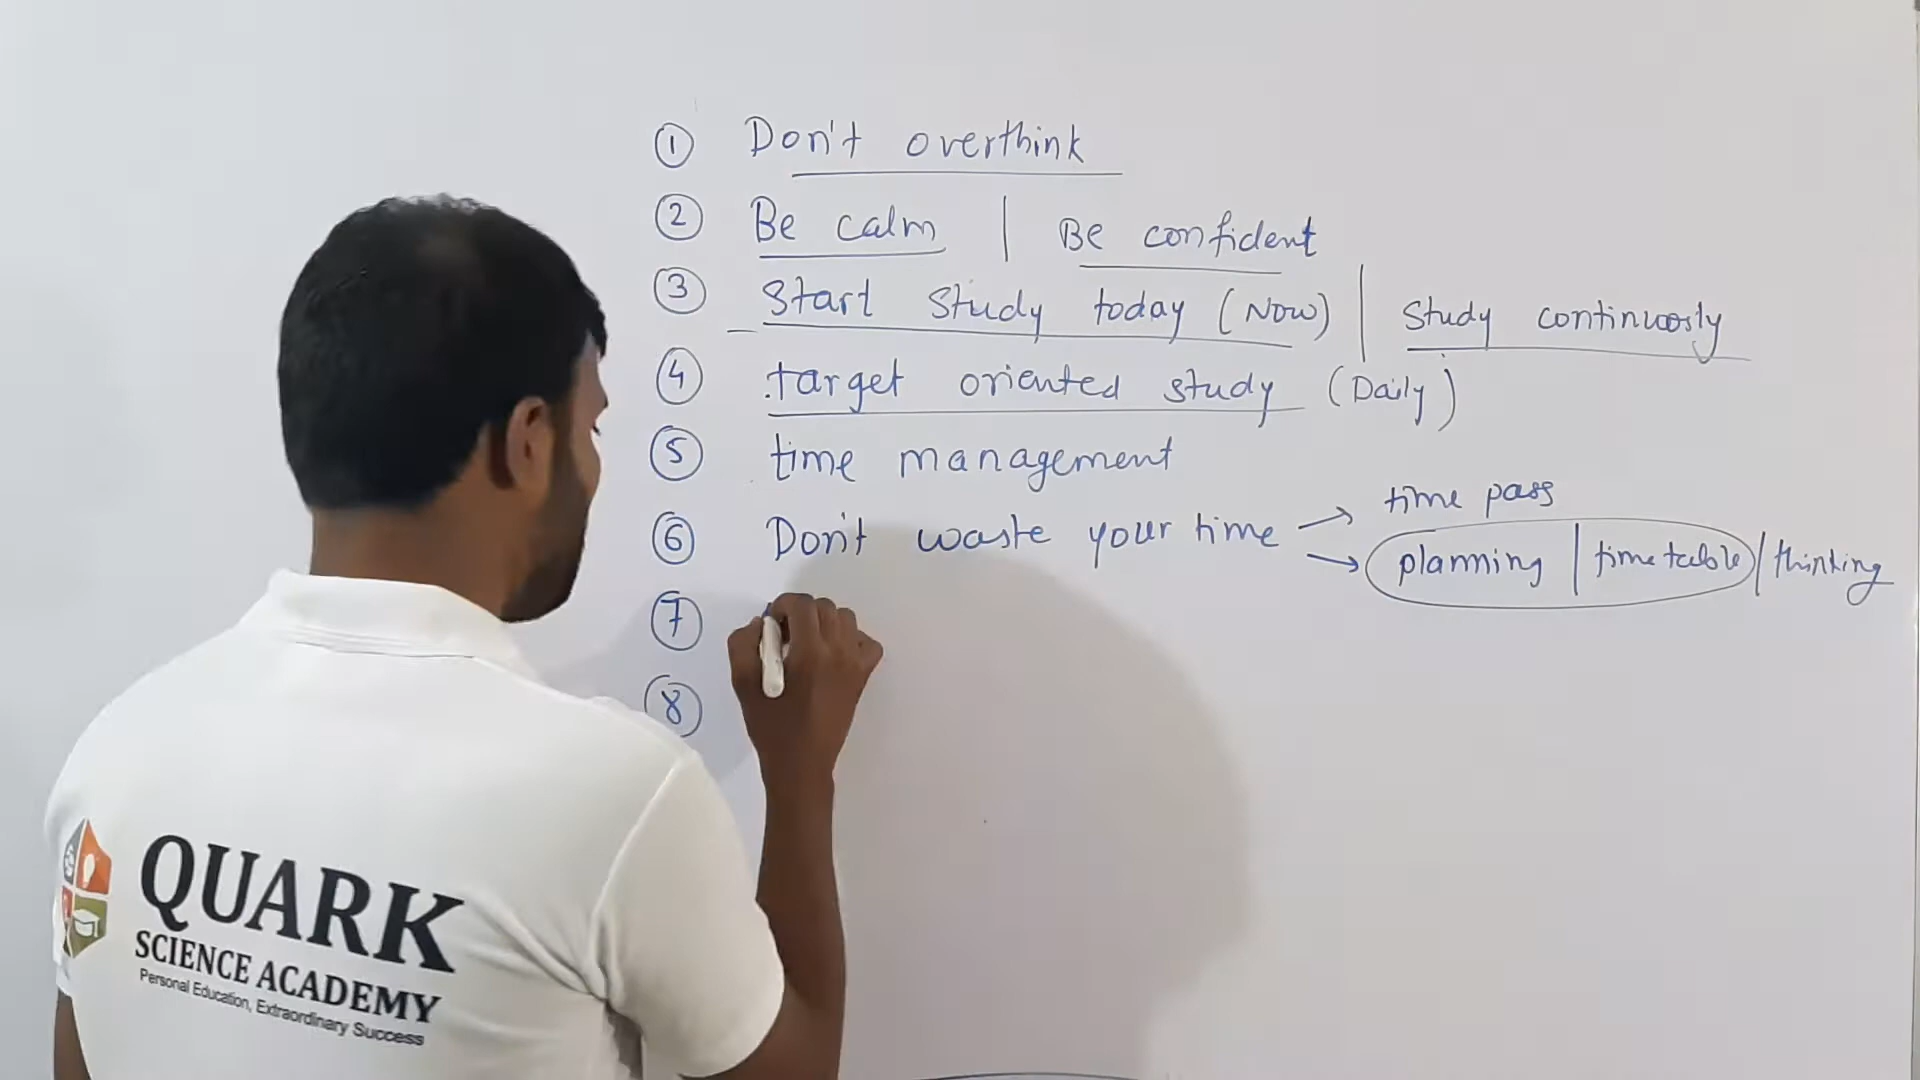 ① Don't overthink
② Be calm | Be confident
③ Start Study today (Now) | Study continuosly
④ target oriented study (Daily)
⑤ time management
⑥ Don't waste your time → time pass
→ planning | time table / thinking
⑦
⑧
QUARK
SCIENCE ACADEMY
Personal Education, Extraordinary Success